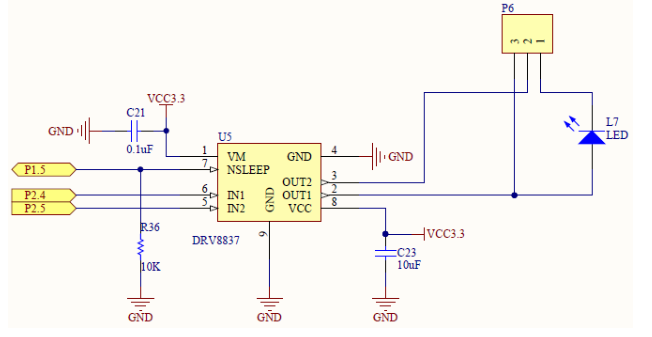 P6
3 2 1
VCC3.3
C21
GND
0.1uF
U5
L7
LED
1 VM GND 4 GND
P1.5 7 NSLEEP
OUT2 3
P2.4 6 IN1 OUT1 2
P2.5 5 IN2 GND VCC 8
R36
DRV8837
9
VCC3.3
C23
10uF
10K
GND GND GND